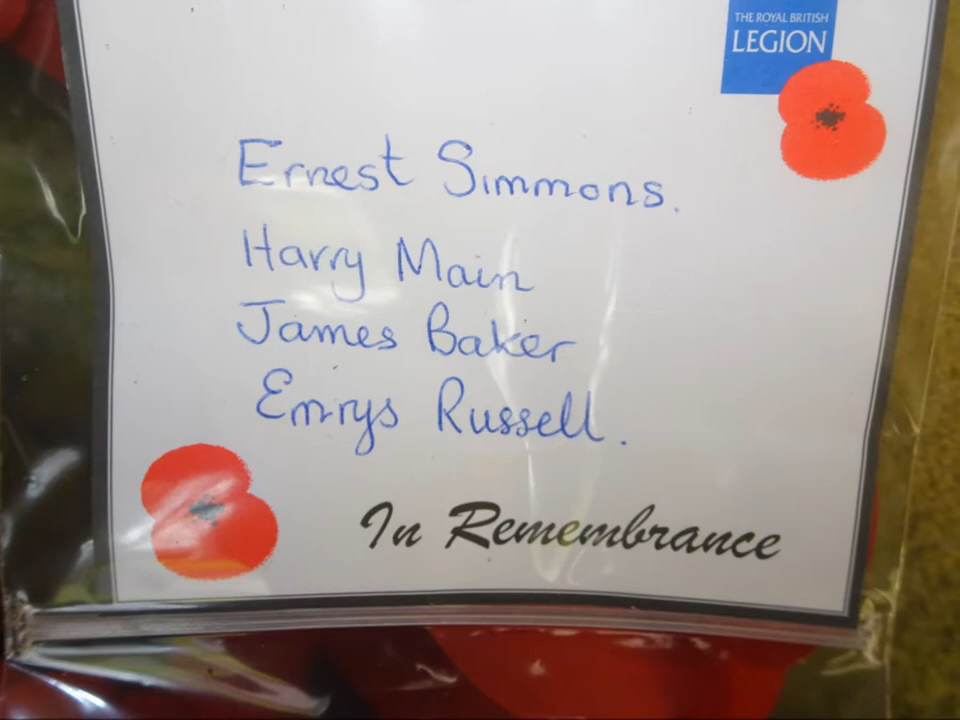 THE ROYAL BRITISH
LEGION
Ernest Simmons.
Harry Main
James Baker
Emrys Russell.
In Remembrance